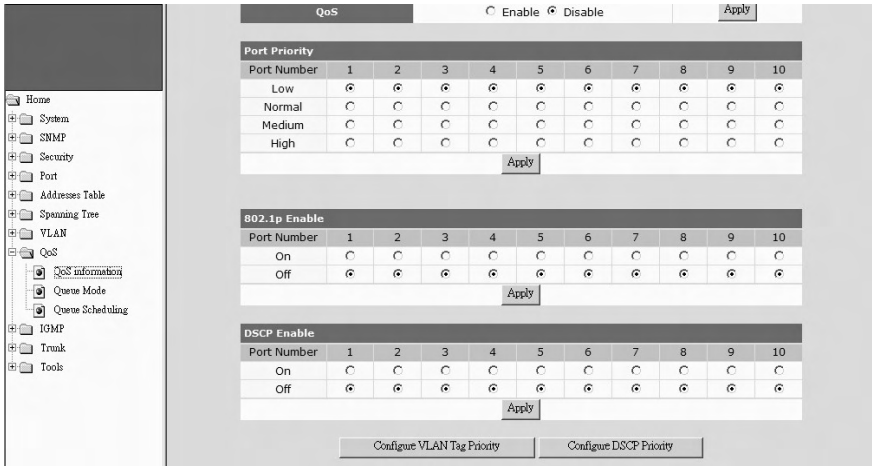 QoS Enable Disable Apply
Port Priority
Port Number 1 2 3 4 5 6 7 8 9 10
Low
Normal
Medium
High
Apply
802.1p Enable
Port Number 1 2 3 4 5 6 7 8 9 10
On
Off
Apply
DSCP Enable
Port Number 1 2 3 4 5 6 7 8 9 10
On
Off
Apply
Configure VLAN Tag Priority Configure DSCP Priority
Home
System
SNMP
Security
Port
Addresses Table
Spanning Tree
VLAN
QoS
QoS information
Queue Mode
Queue Scheduling
IGMP
Trunk
Tools